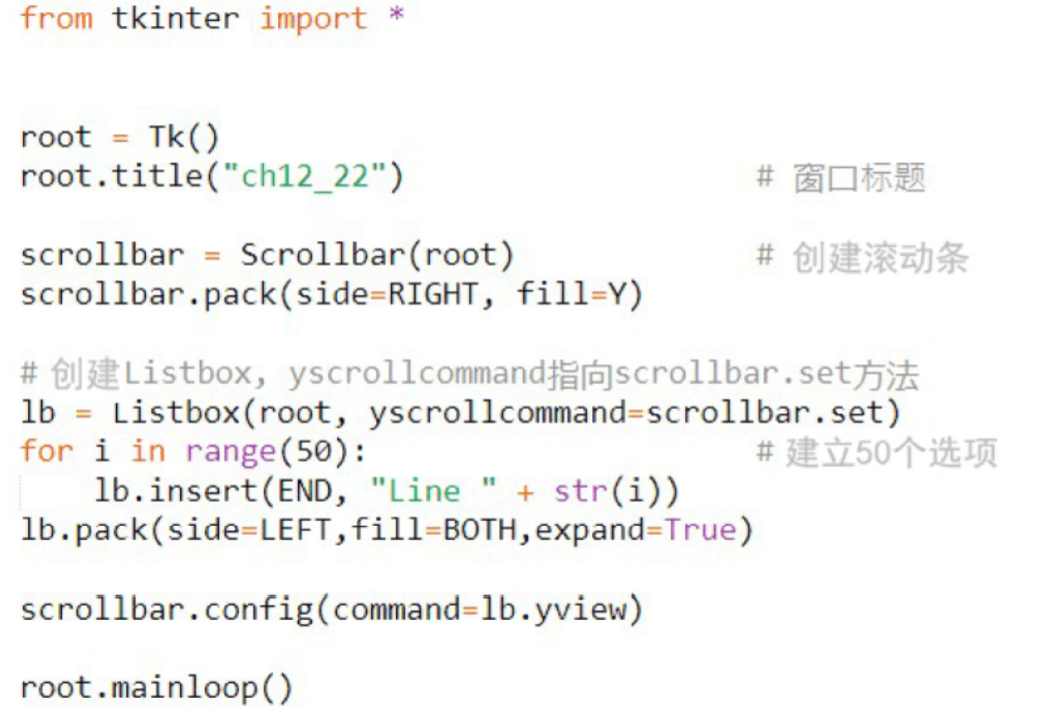 from tkinter import *
root = Tk()
root.title("ch12_22") # 窗口标题
scrollbar = Scrollbar(root) # 创建滚动条
scrollbar.pack(side=RIGHT, fill=Y)
# 创建Listbox, yscrollcommand指向scrollbar.set方法
lb = Listbox(root, yscrollcommand=scrollbar.set)
for i in range(50): # 建立50个选项
    lb.insert(END, "Line " + str(i))
lb.pack(side=LEFT,fill=BOTH,expand=True)
scrollbar.config(command=lb.yview)
root.mainloop()